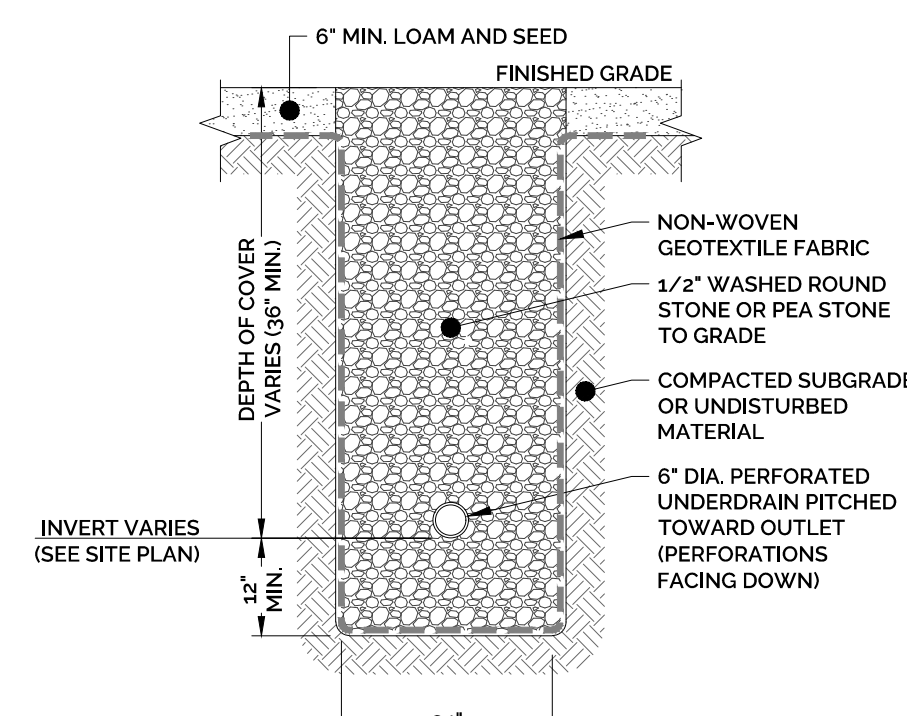 6" MIN. LOAM AND SEED
FINISHED GRADE
NON-WOVEN
GEOTEXTILE FABRIC
1/2" WASHED ROUND
STONE OR PEA STONE
TO GRADE
DEPTH OF COVER
VARIES (36" MIN.)
COMPACTED SUBGRADE
OR UNDISTURBED
MATERIAL
6" DIA. PERFORATED
UNDERDRAIN PITCHED
TOWARD OUTLET
(PERFORATIONS
FACING DOWN)
INVERT VARIES
(SEE SITE PLAN)
12"
MIN.